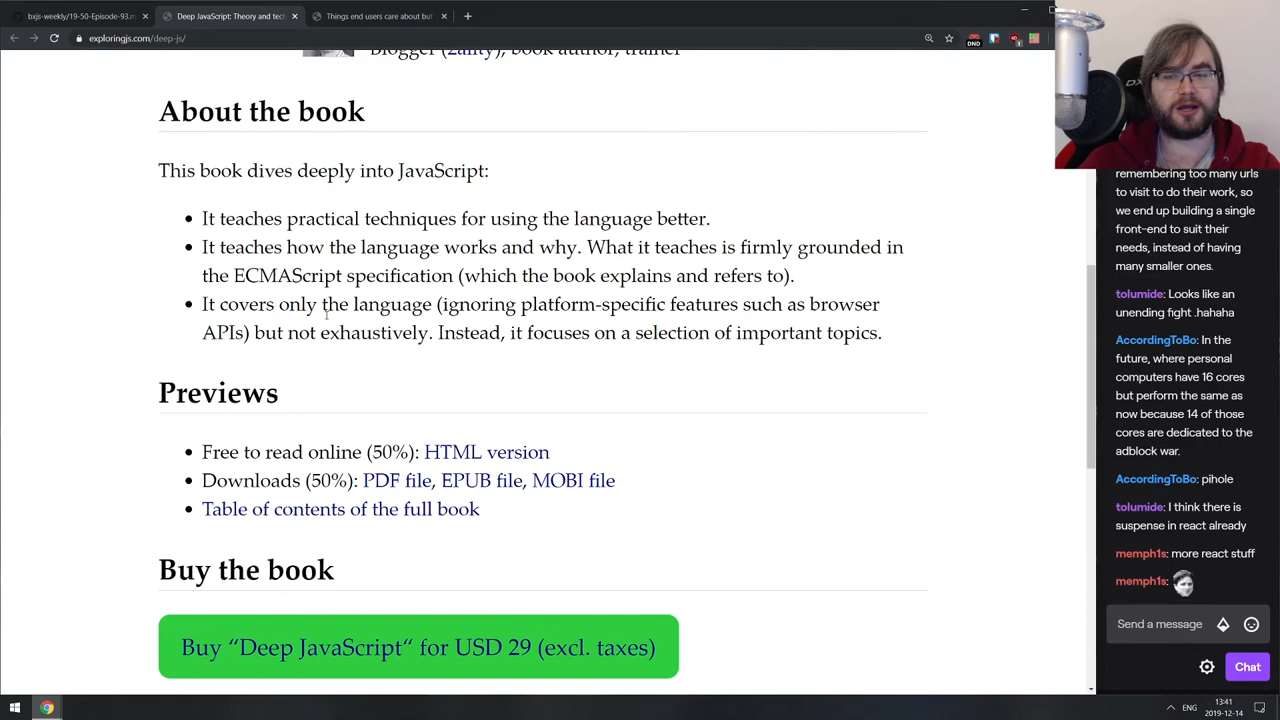 bxjs-weekly/19-50-Episode-93.m
Deep JavaScript: Theory and tec
Things end users care about but
exploringjs.com/deep-js/
DND
1
Blogger (2ality), book author, trainer
About the book
This book dives deeply into JavaScript:
It teaches practical techniques for using the language better.
It teaches how the language works and why. What it teaches is firmly grounded in
the ECMAScript specification (which the book explains and refers to).
It covers only the language (ignoring platform-specific features such as browser
APIs) but not exhaustively. Instead, it focuses on a selection of important topics.
Previews
Free to read online (50%): HTML version
Downloads (50%): PDF file, EPUB file, MOBI file
Table of contents of the full book
Buy the book
Buy “Deep JavaScript“ for USD 29 (excl. taxes)
remembering too many urls
to visit to do their work, so
we end up building a single
front-end to suit their
needs, instead of having
many smaller ones.
tolumide: Looks like an
unending fight .hahaha
AccordingToBo: In the
future, where personal
computers have 16 cores
but perform the same as
now because 14 of those
cores are dedicated to the
adblock war.
AccordingToBo: pihole
tolumide: I think there is
suspense in react already
memph1s: more react stuff
memph1s:
Send a message
Chat
ENG
13:41
2019-12-14